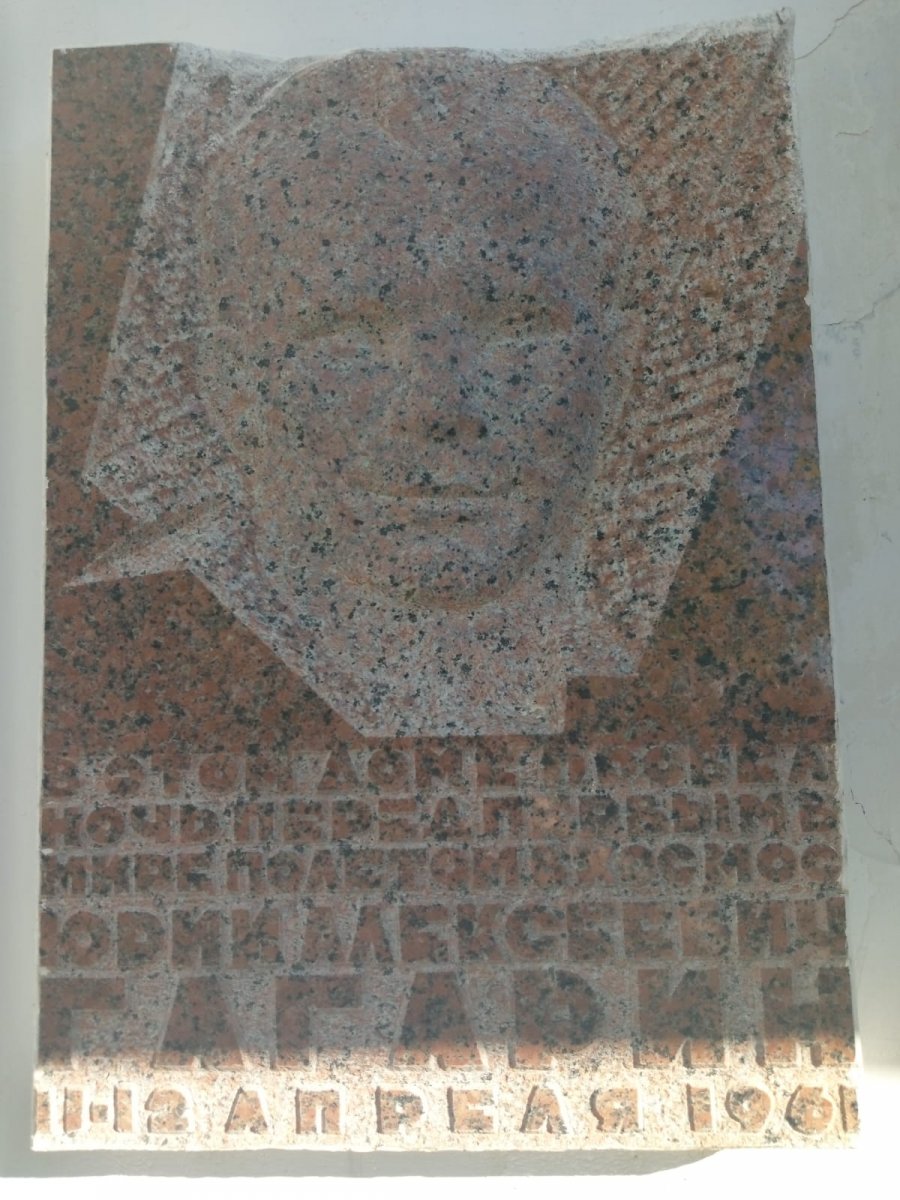 В ЭТОМ ДОМЕ ПРОВЕЛ
НОЧЬ ПЕРЕД ПЕРВЫМ В
МИРЕ ПОЛЕТОМ В КОСМОС
ЮРИЙ АЛЕКСЕЕВИЧ
ГАГАРИН
11-12 АПРЕЛЯ 1961